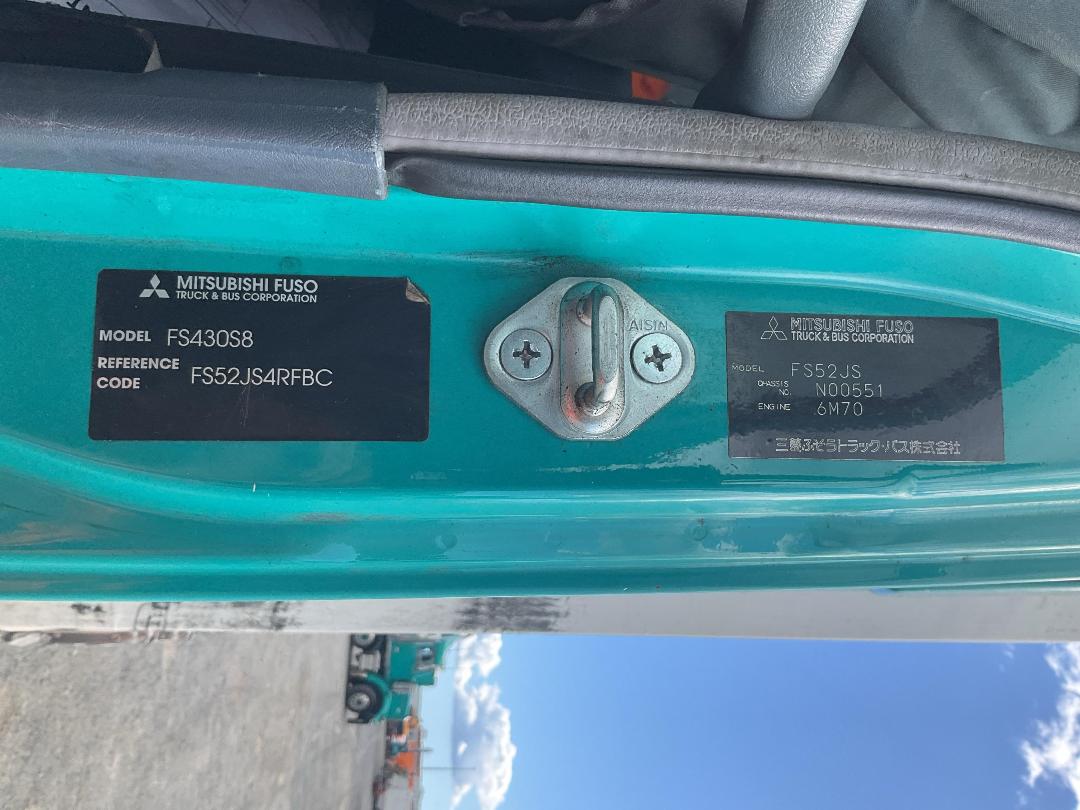 MITSUBISHI FUSO
TRUCK & BUS CORPORATION
MODEL FS430S8
REFERENCE
CODE FS52JS4RFBC
AISIN
MITSUBISHI FUSO
TRUCK & BUS CORPORATION
MODEL FS52JS
CHASSIS
NO. N00551
ENGINE 6M70
三菱ふそうトラック・バス株式会社